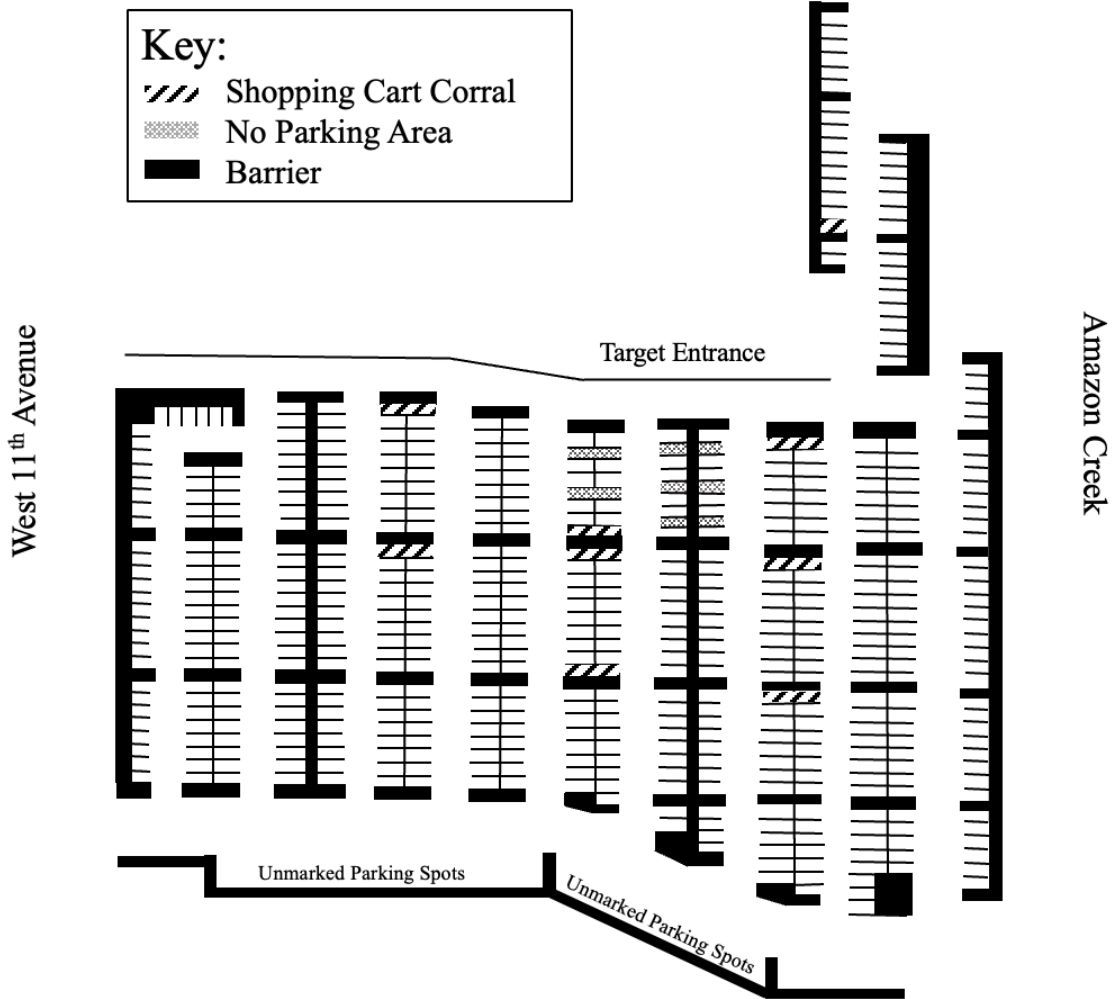 Key:
Shopping Cart Corral
No Parking Area
Barrier
West 11th Avenue
Target Entrance
Amazon Creek
Unmarked Parking Spots
Unmarked Parking Spots